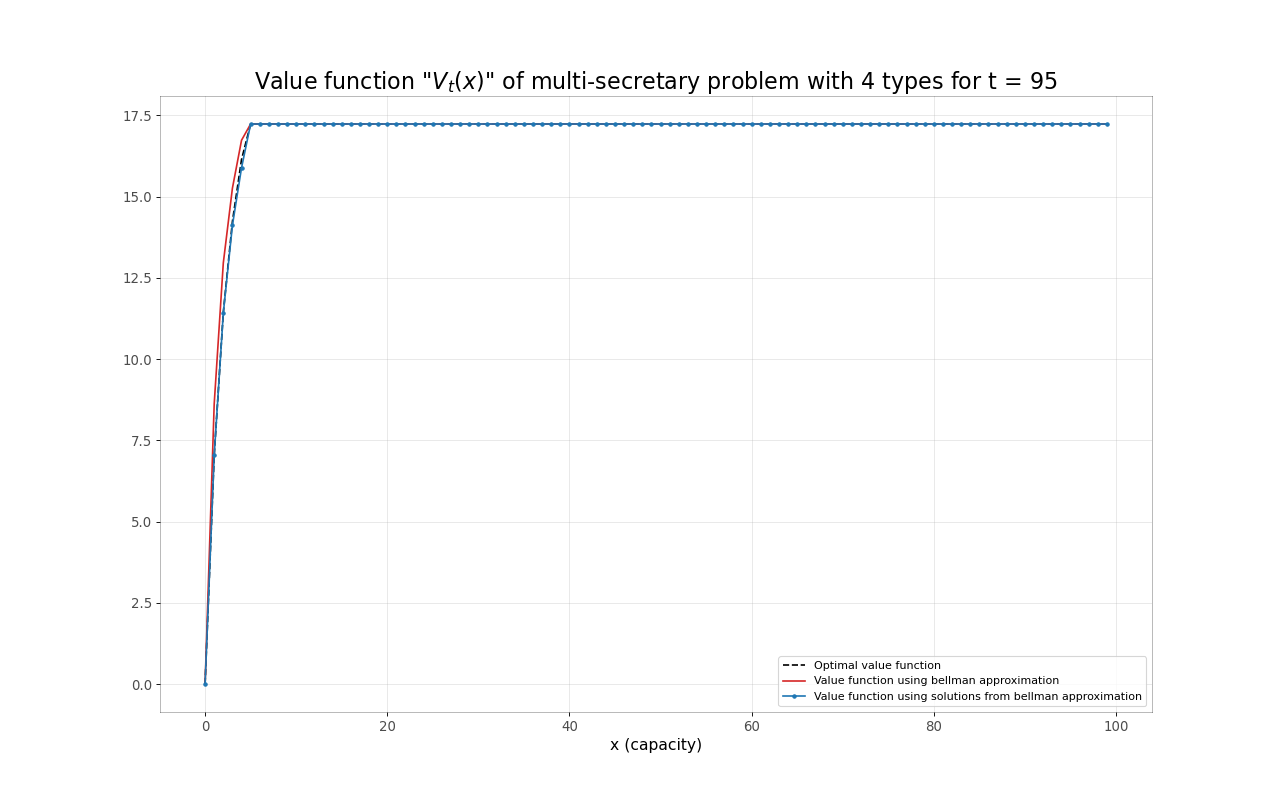 Value function "Vt(x)" of multi-secretary problem with 4 types for t = 95
17.5
15.0
12.5
10.0
7.5
5.0
2.5
0.0
0 20 40 60 80 100
x (capacity)
Optimal value function
Value function using bellman approximation
Value function using solutions from bellman approximation